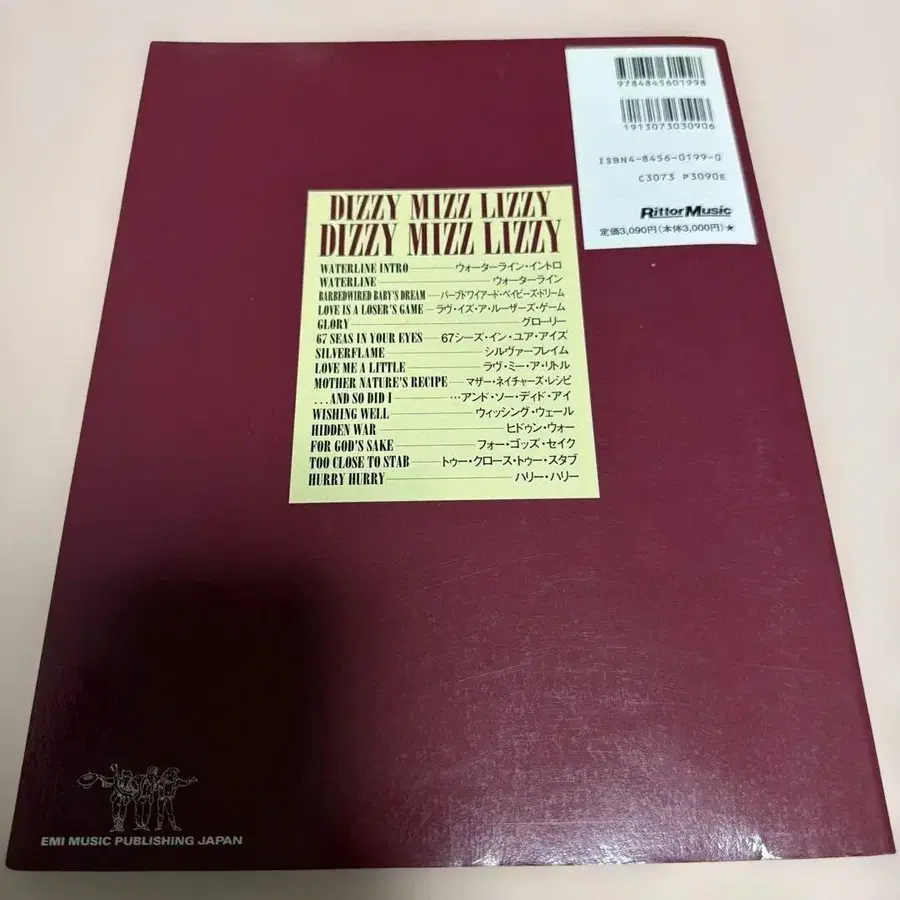 9784845601998
1913073030906
ISBN4-8456-0199-0
C3073 P3090E
Rittor Music
定価3,090円(本体3,000円)★
DIZZY MIZZ LIZZY
DIZZY MIZZ LIZZY
WATERLINE INTRO ウォーターライン・イントロ
WATERLINE ウォーターライン
BARBEDWIRED BABY'S DREAM バーブドワイアード・ベイビーズ・ドリーム
LOVE IS A LOSER'S GAME ラヴ・イズ・ア・ルーザーズ・ゲーム
GLORY グローリー
67 SEAS IN YOUR EYES 67シーズ・イン・ユア・アイズ
SILVERFLAME シルヴァーフレイム
LOVE ME A LITTLE ラヴ・ミー・ア・リトル
MOTHER NATURE'S RECIPE マザー・ネイチャーズ・レシピ
...AND SO DID I …アンド・ソー・ディド・アイ
WISHING WELL ウィッシング・ウェール
HIDDEN WAR ヒドゥン・ウォー
FOR GOD'S SAKE フォー・ゴッズ・セイク
TOO CLOSE TO STAB トゥー・クロース・トゥー・スタブ
HURRY HURRY ハリー・ハリー
EMI MUSIC PUBLISHING JAPAN